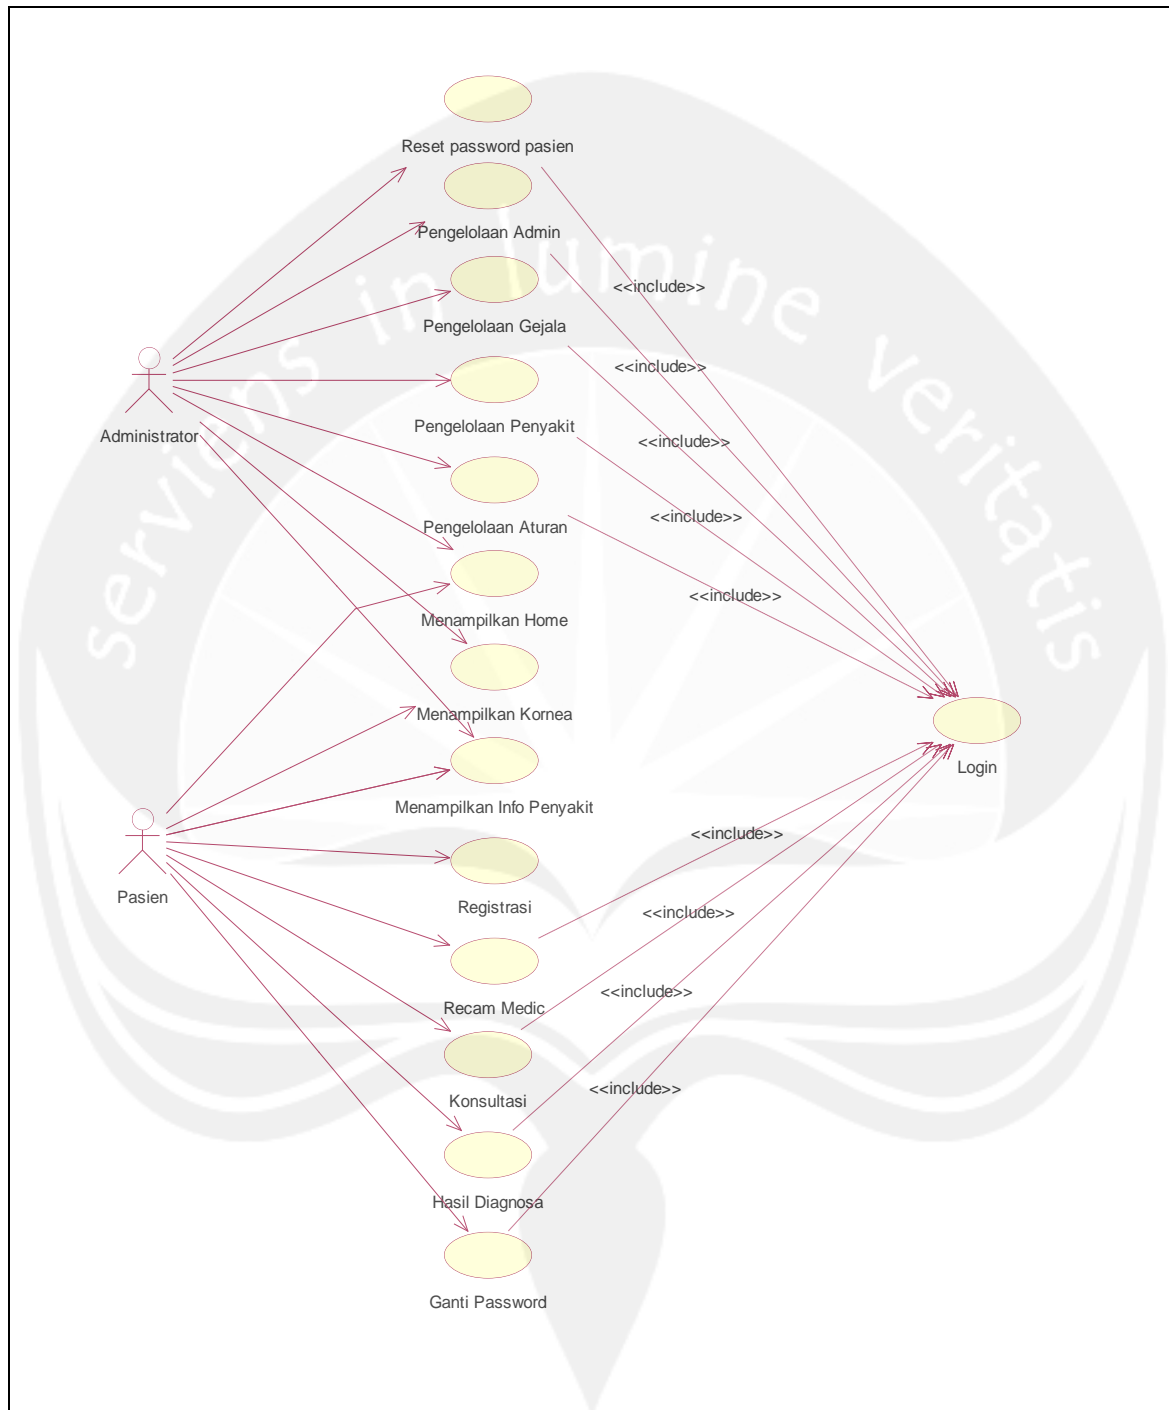 serviens in lumine veritatis
Reset password pasien
Pengelolaan Admin
<<include>>
Pengelolaan Gejala
<<include>>
Pengelolaan Penyakit
Administrator
<<include>>
<<include>>
Pengelolaan Aturan
<<include>>
Menampilkan Home
Menampilkan Kornea
Login
Menampilkan Info Penyakit
<<include>>
Pasien
Registrasi
<<include>>
<<include>>
Recam Medic
<<include>>
Konsultasi
Hasil Diagnosa
Ganti Password